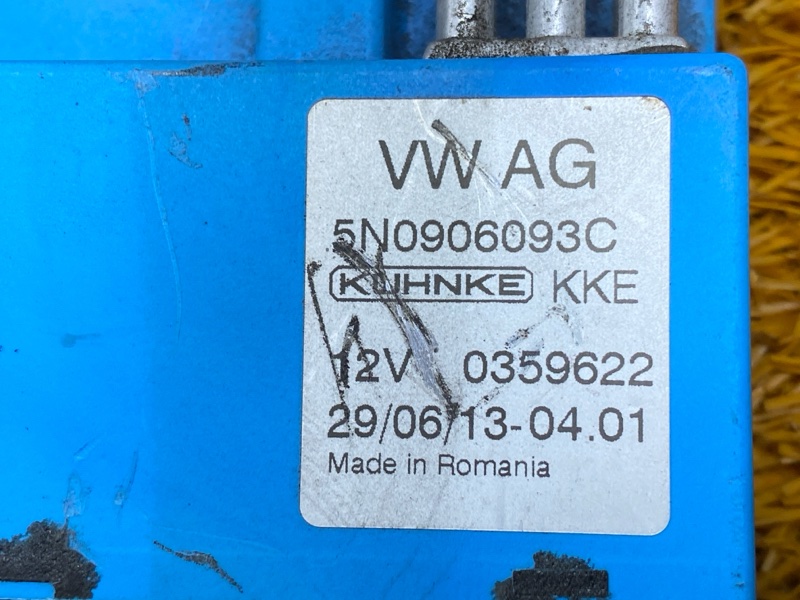 VW AG
5N0906093C
KUHNKE KKE
12V 0359622
29/06/13-04.01
Made in Romania